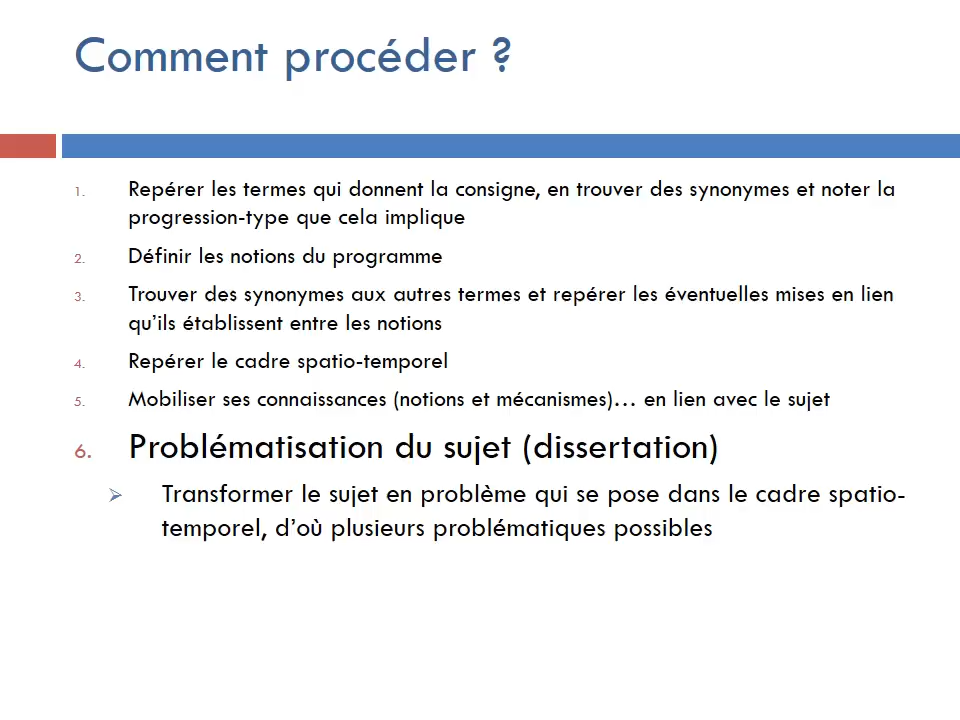 Comment procéder ?
1. Repérer les termes qui donnent la consigne, en trouver des synonymes et noter la
progression-type que cela implique
2. Définir les notions du programme
3. Trouver des synonymes aux autres termes et repérer les éventuelles mises en lien
qu'ils établissent entre les notions
4. Repérer le cadre spatio-temporel
5. Mobiliser ses connaissances (notions et mécanismes)… en lien avec le sujet
6. Problématisation du sujet (dissertation)
➢ Transformer le sujet en problème qui se pose dans le cadre spatio-
temporel, d'où plusieurs problématiques possibles